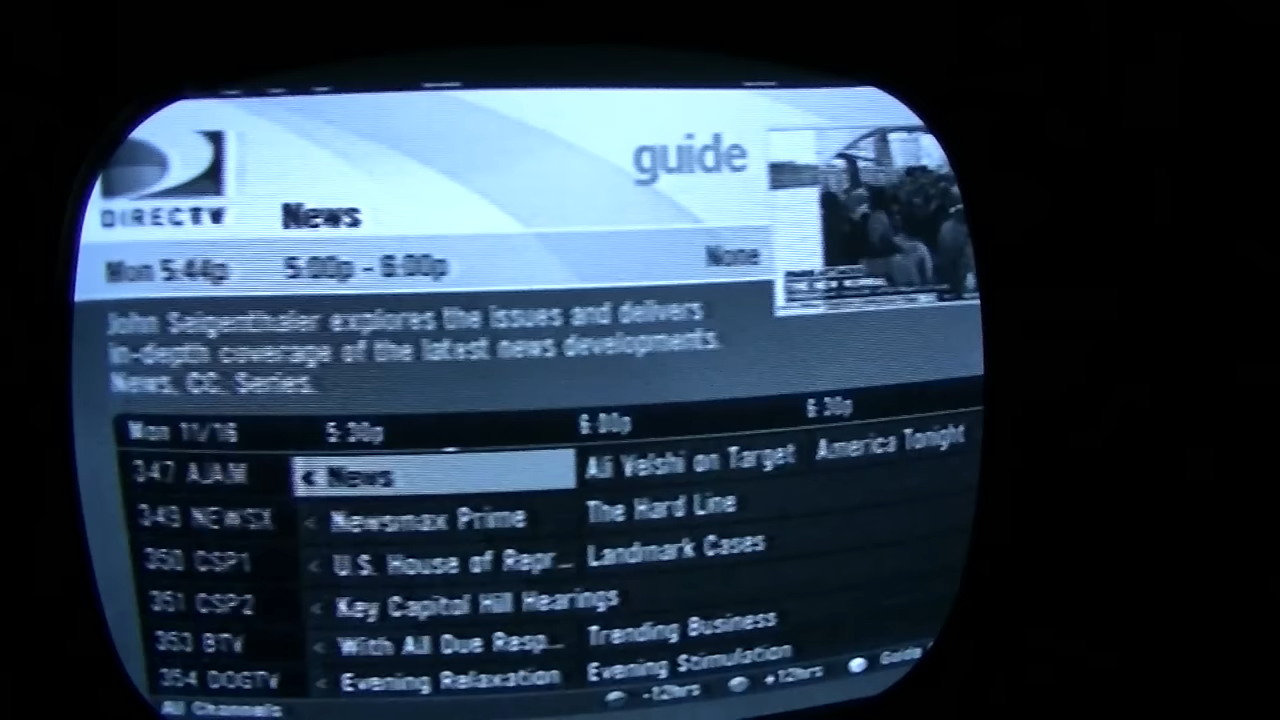 guide
DIRECTV News
Mon 5:44p 5:00p - 6:00p None
John Seigenthaler explores the issues and delivers
in-depth coverage of the latest news developments.
News. CC. Series.
Mon 11/16 5:30p 6:00p 6:30p
347 AJAM < News Ali Velshi on Target America Tonight
349 NEWSX < Newsmax Prime The Hard Line
350 CSP1 < U.S. House of Repr... Landmark Cases
351 CSP2 < Key Capitol Hill Hearings
353 BTV < With All Due Resp... Trending Business
354 DOGTV < Evening Relaxation Evening Stimulation
All Channels -12hrs +12hrs Guide